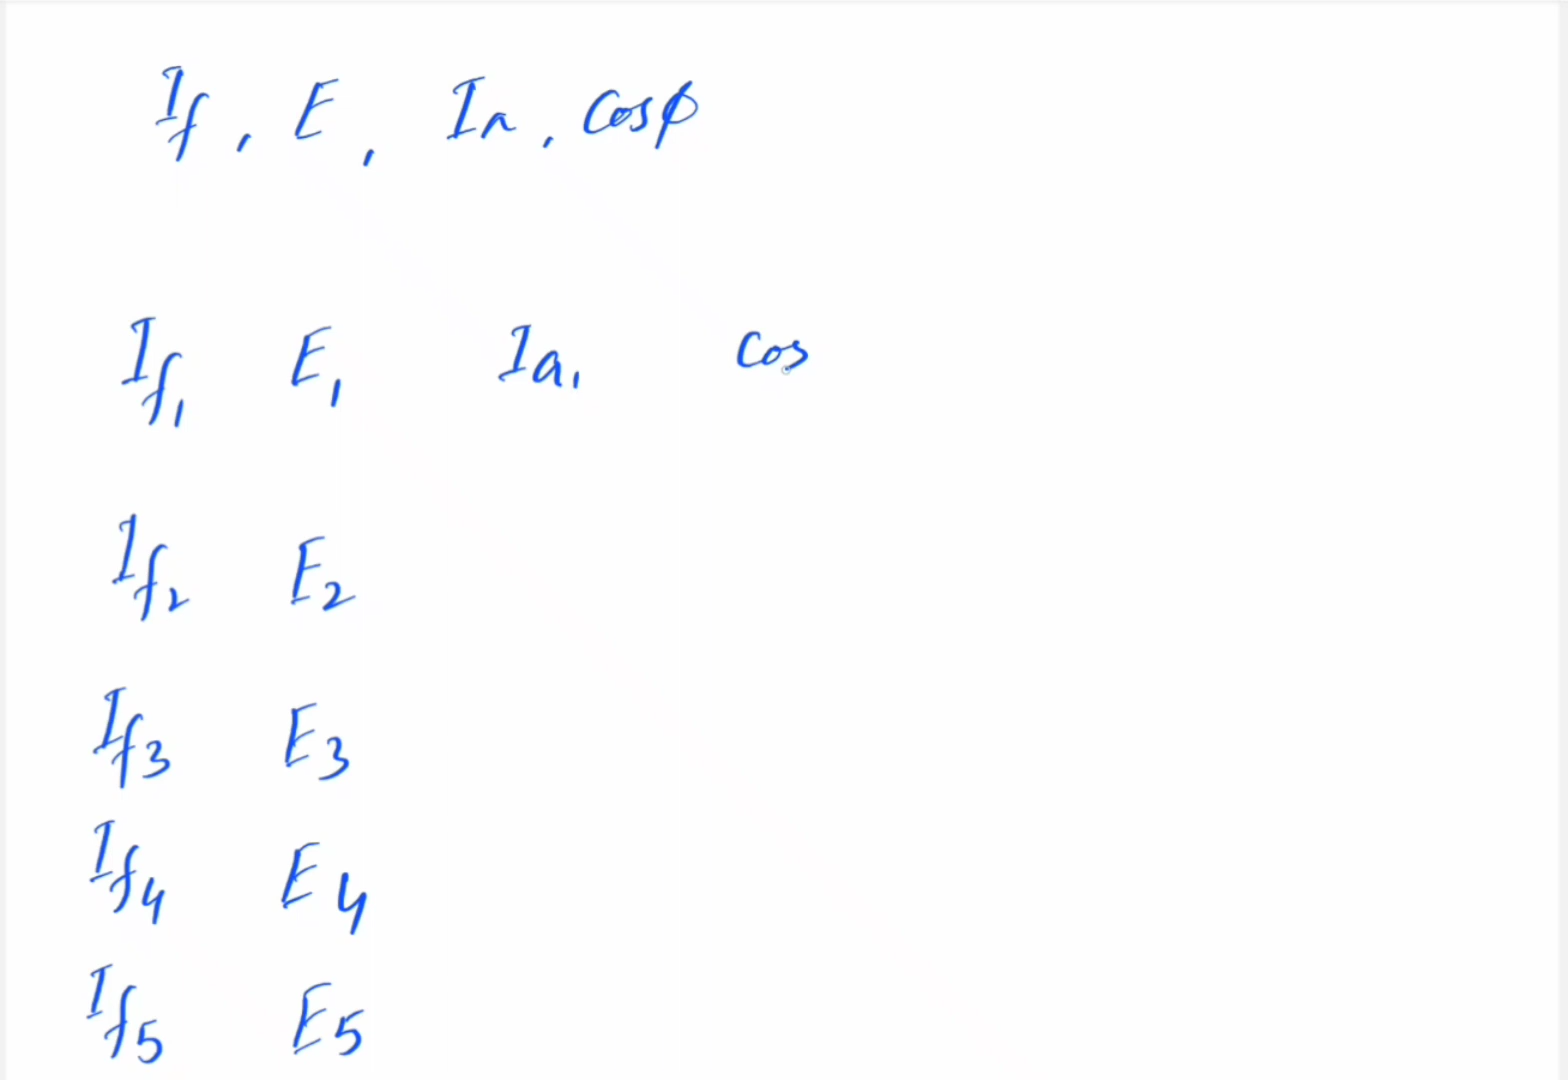 If, E, Ia, Cosϕ
If1 E1 Ia1 Cos
If2 E2
If3 E3
If4 E4
If5 E5